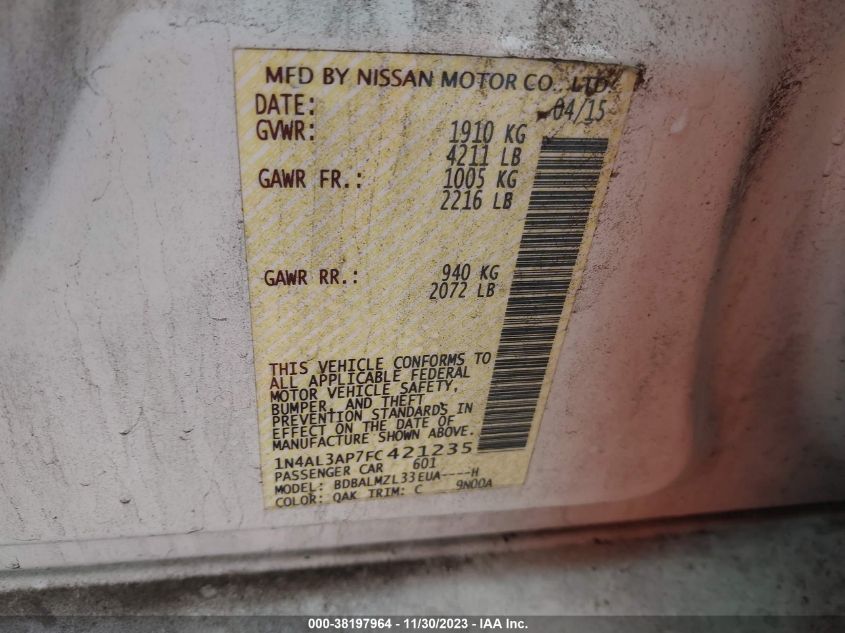 MFD BY NISSAN MOTOR CO., LTD.
DATE: 04/15
GVWR: 1910 KG
4211 LB
GAWR FR.: 1005 KG
2216 LB
GAWR RR.: 940 KG
2072 LB
THIS VEHICLE CONFORMS TO
ALL APPLICABLE FEDERAL
MOTOR VEHICLE SAFETY,
BUMPER, AND THEFT
PREVENTION STANDARDS IN
EFFECT ON THE DATE OF
MANUFACTURE SHOWN ABOVE.
1N4AL3AP7FC421235
PASSENGER CAR 601
MODEL: BDBALMZL33EUA----H
COLOR: QAK TRIM: C 9N00A
000-38197964 - 11/30/2023 - IAA Inc.